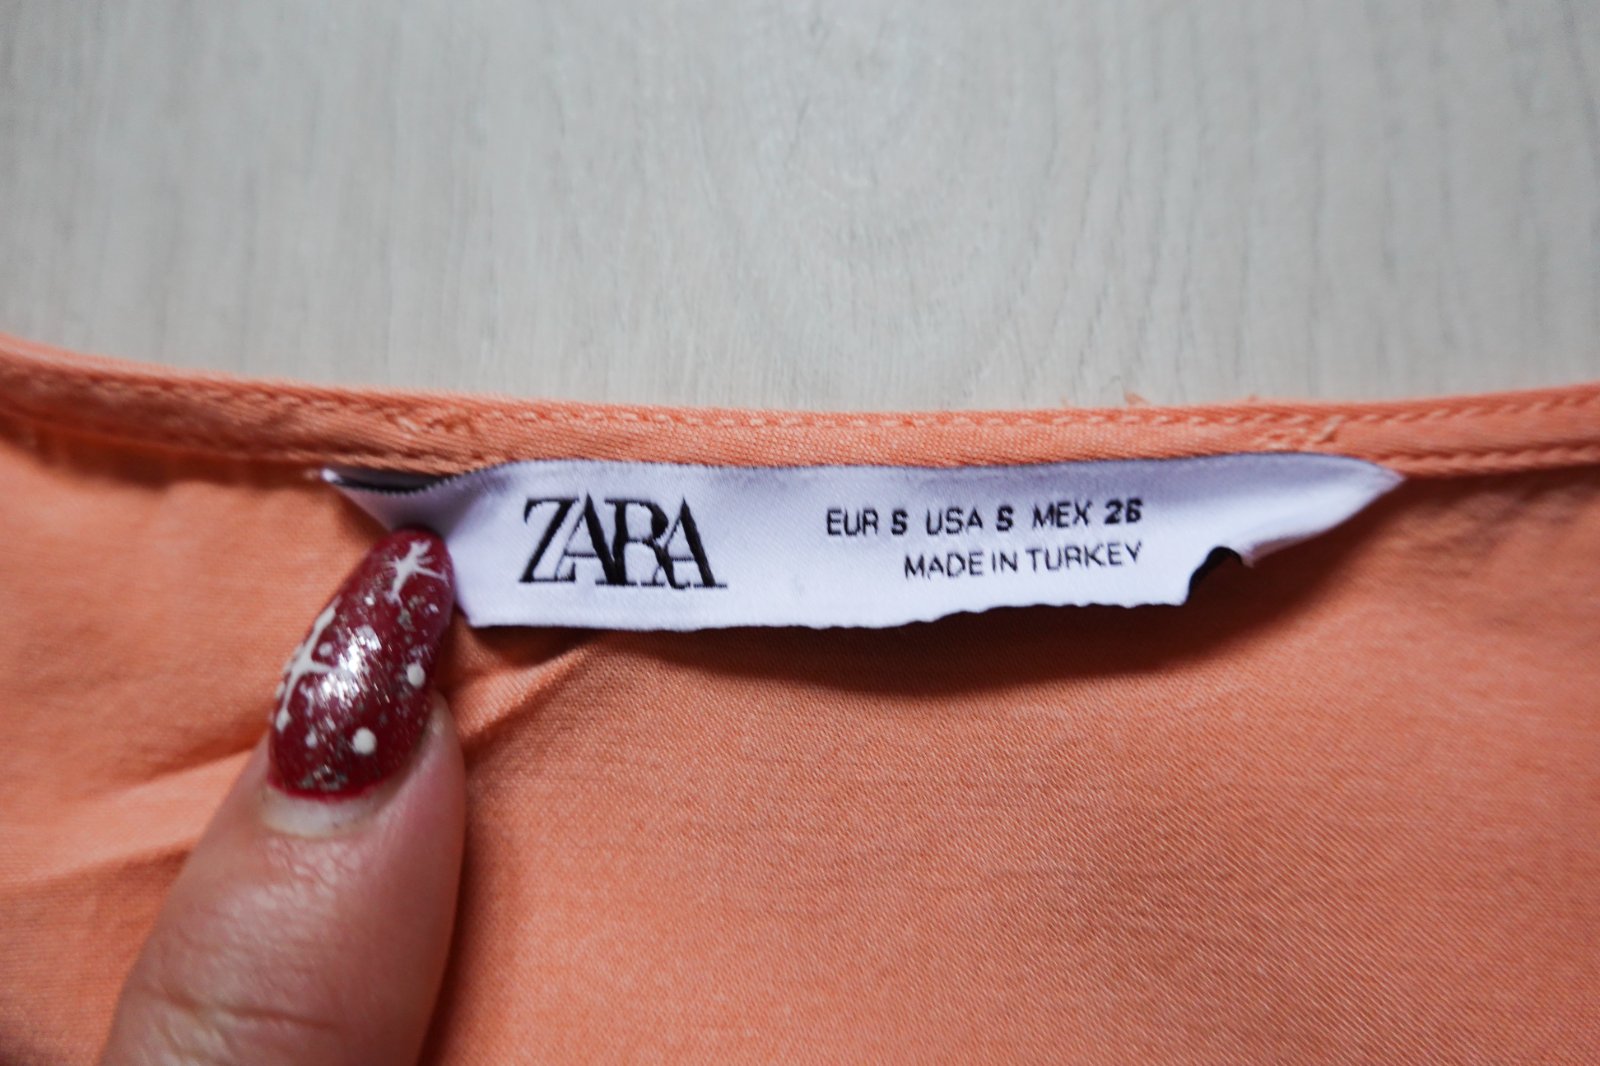 ZARA
EUR S USA S MEX 26
MADE IN TURKEY